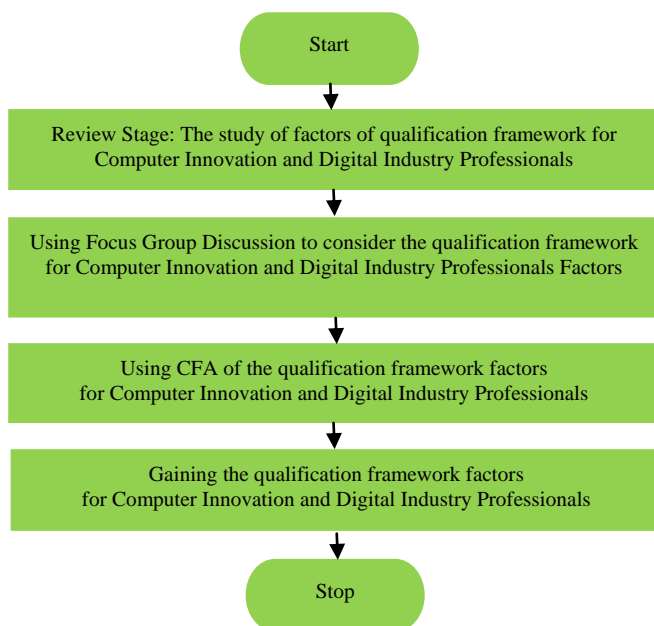 Start
Review Stage: The study of factors of qualification framework for
Computer Innovation and Digital Industry Professionals
Using Focus Group Discussion to consider the qualification framework
for Computer Innovation and Digital Industry Professionals Factors
Using CFA of the qualification framework factors
for Computer Innovation and Digital Industry Professionals
Gaining the qualification framework factors
for Computer Innovation and Digital Industry Professionals
Stop